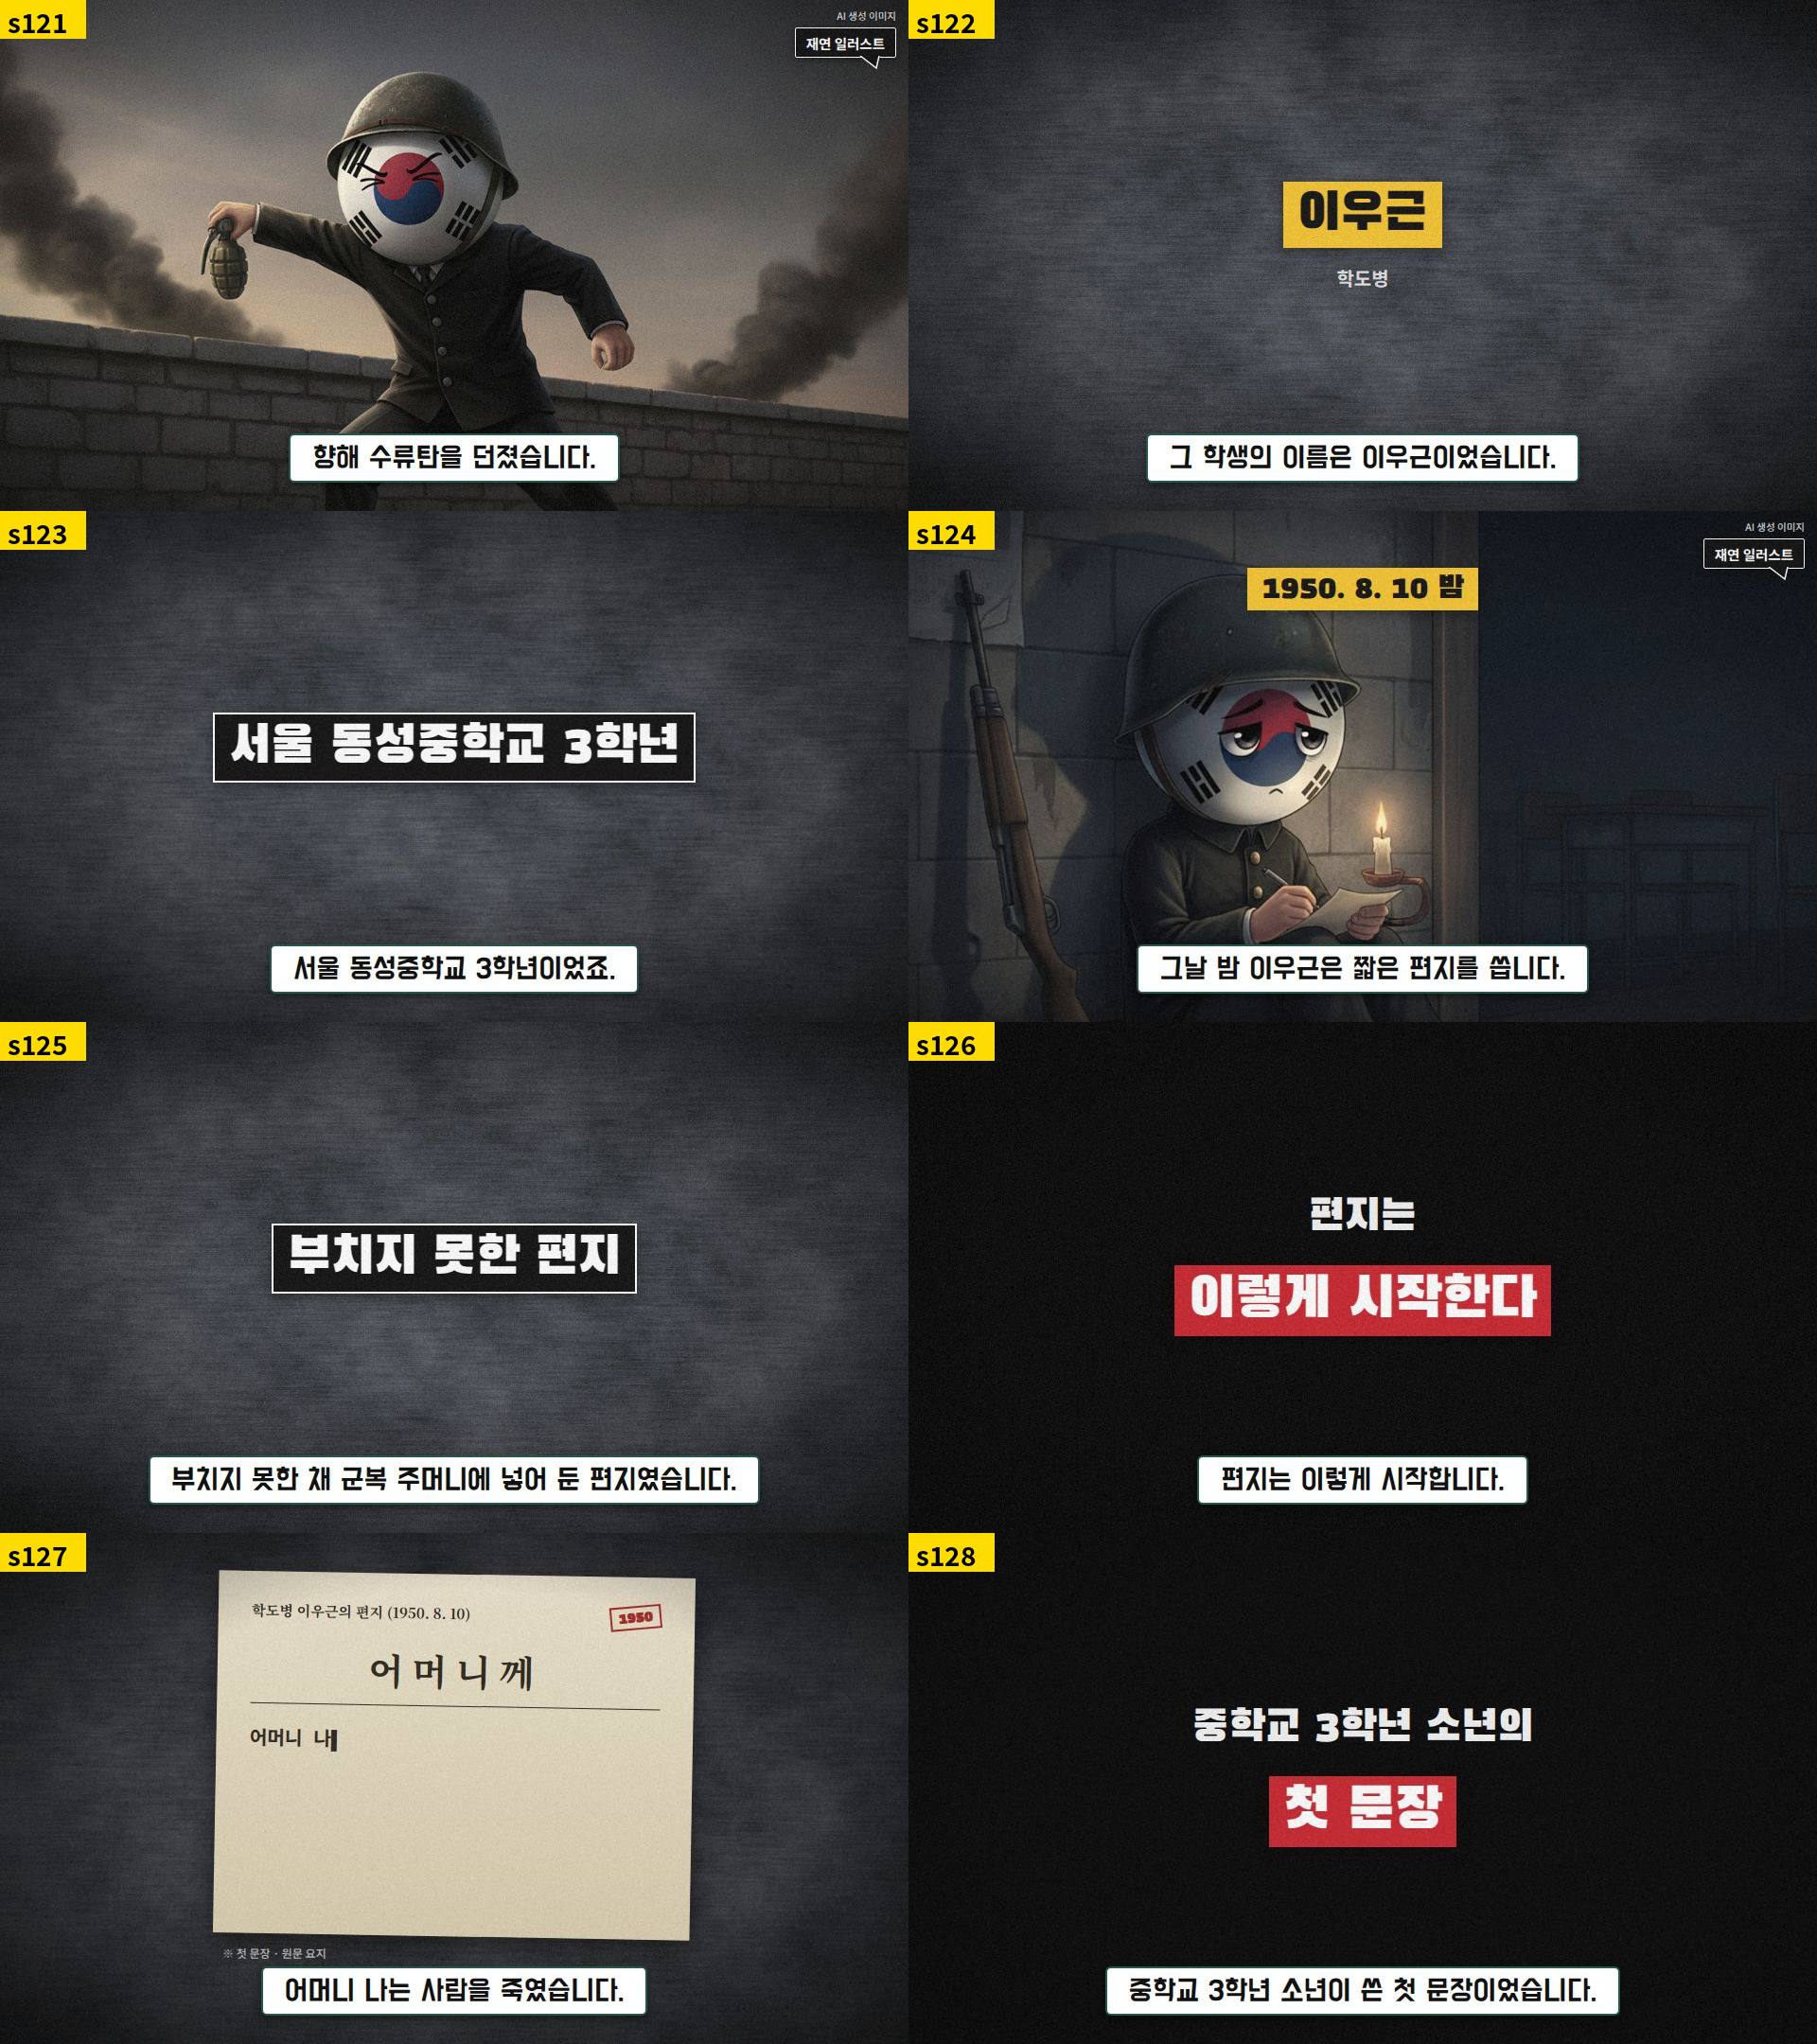 s121
AI 생성 이미지
재연 일러스트
향해 수류탄을 던졌습니다.
s122
이우근
학도병
그 학생의 이름은 이우근이었습니다.
s123
서울 동성중학교 3학년
서울 동성중학교 3학년이었죠.
s124
AI 생성 이미지
재연 일러스트
1950. 8. 10 밤
그날 밤 이우근은 짧은 편지를 씁니다.
s125
부치지 못한 편지
부치지 못한 채 군복 주머니에 넣어 둔 편지였습니다.
s126
편지는
이렇게 시작한다
편지는 이렇게 시작합니다.
s127
학도병 이우근의 편지 (1950. 8. 10)
1950
어머니께
어머니 나
※ 첫 문장 · 원문 요지
어머니 나는 사람을 죽였습니다.
s128
중학교 3학년 소년의
첫 문장
중학교 3학년 소년이 쓴 첫 문장이었습니다.